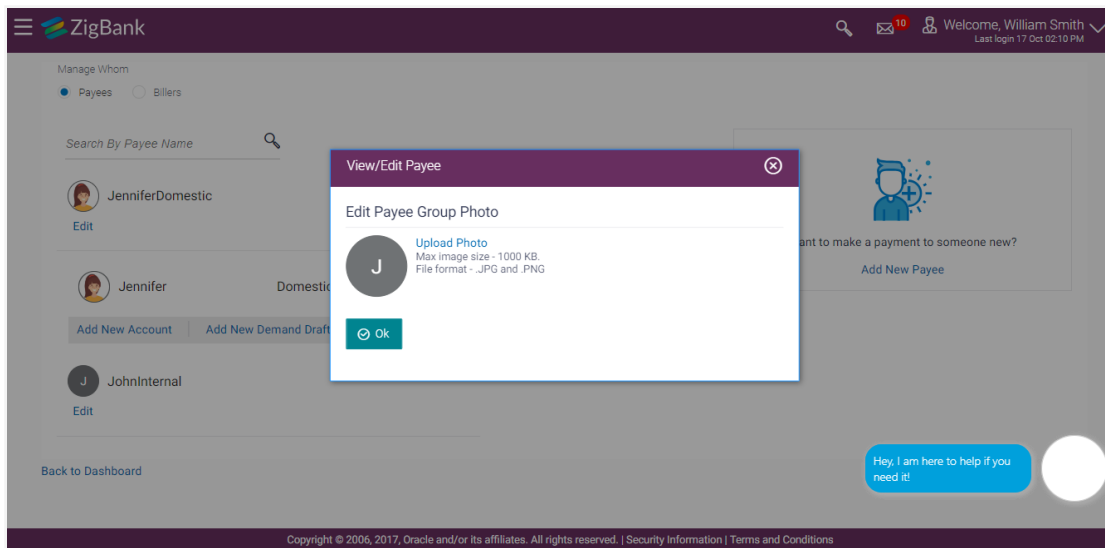 ZigBank
10
Welcome, William Smith
Last login 17 Oct 02:10 PM
Manage Whom
Payees
Billers
Search By Payee Name
JenniferDomestic
Edit
Jennifer
Domestic
Add New Account
Add New Demand Draft
J
JohnInternal
Edit
View/Edit Payee
Edit Payee Group Photo
J
Upload Photo
Max image size - 1000 KB.
File format - .JPG and .PNG
Ok
ant to make a payment to someone new?
Add New Payee
Back to Dashboard
Hey, I am here to help if you
need it!
Copyright © 2006, 2017, Oracle and/or its affiliates. All rights reserved. | Security Information | Terms and Conditions